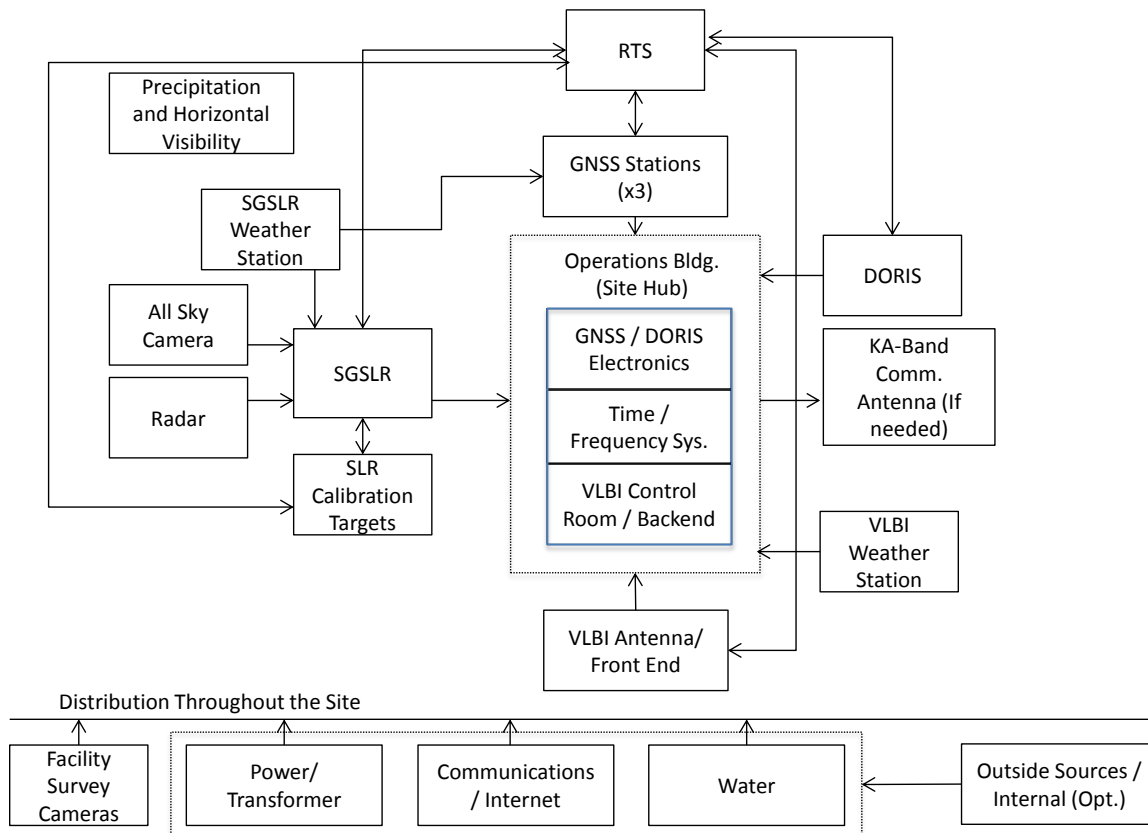 RTS
Precipitation
and Horizontal
Visibility
GNSS Stations
(x3)
SGSLR
Weather
Station
Operations Bldg.
(Site Hub)
DORIS
All Sky
Camera
GNSS / DORIS
Electronics
KA-Band
Comm.
Antenna (If
needed)
SGSLR
Radar
Time /
Frequency Sys.
SLR
Calibration
Targets
VLBI Control
Room / Backend
VLBI
Weather
Station
VLBI Antenna/
Front End
Distribution Throughout the Site
Facility
Survey
Cameras
Power/
Transformer
Communications
/ Internet
Water
Outside Sources /
Internal (Opt.)